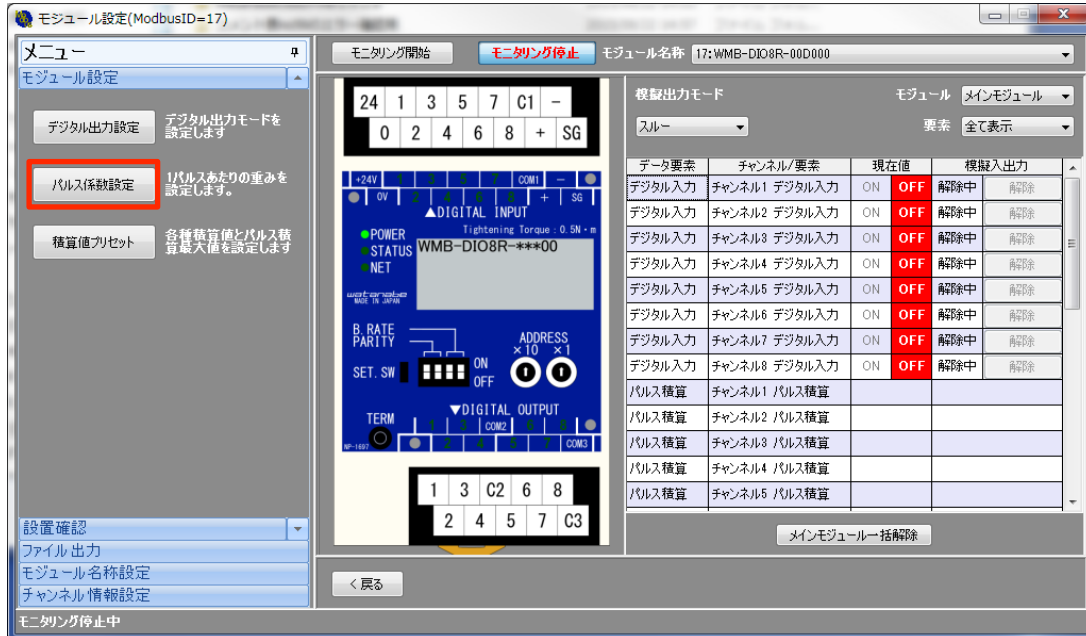 モジュール設定(ModbusID=17)
メニュー
モジュール設定
デジタル出力設定
デジタル出力モードを
設定します
パルス係数設定
1パルスあたりの重みを
設定します。
積算値プリセット
各種積算値とパルス積
算最大値を設定します
設置確認
ファイル出力
モジュール名称設定
チャンネル情報設定
モニタリング停止中
モニタリング開始
モニタリング停止
モジュール名称
17:WMB-DIO8R-00D000
24 1 3 5 7 C1 -
0 2 4 6 8 + SG
+24V 1 3 5 7 COM1 -
0V 2 4 6 8 + SG
▲DIGITAL INPUT
Tightening Torque : 0.5N・m
POWER
STATUS
NET
WMB-DIO8R-***00
watanabe
MADE IN JAPAN
B.RATE
PARITY
ADDRESS
×10 ×1
SET.SW
ON
OFF
TERM
▼DIGITAL OUTPUT
1 3 COM2 6 8
NP-1697
2 4 5 7 COM3
1 3 C2 6 8
2 4 5 7 C3
<戻る
模擬出力モード
モジュール
メインモジュール
スルー
要素
全て表示
データ要素 チャンネル/要素 現在値 模擬入出力
デジタル入力 チャンネル1 デジタル入力 ON OFF 解除中 解除
デジタル入力 チャンネル2 デジタル入力 ON OFF 解除中 解除
デジタル入力 チャンネル3 デジタル入力 ON OFF 解除中 解除
デジタル入力 チャンネル4 デジタル入力 ON OFF 解除中 解除
デジタル入力 チャンネル5 デジタル入力 ON OFF 解除中 解除
デジタル入力 チャンネル6 デジタル入力 ON OFF 解除中 解除
デジタル入力 チャンネル7 デジタル入力 ON OFF 解除中 解除
デジタル入力 チャンネル8 デジタル入力 ON OFF 解除中 解除
パルス積算 チャンネル1 パルス積算
パルス積算 チャンネル2 パルス積算
パルス積算 チャンネル3 パルス積算
パルス積算 チャンネル4 パルス積算
パルス積算 チャンネル5 パルス積算
メインモジュール一括解除